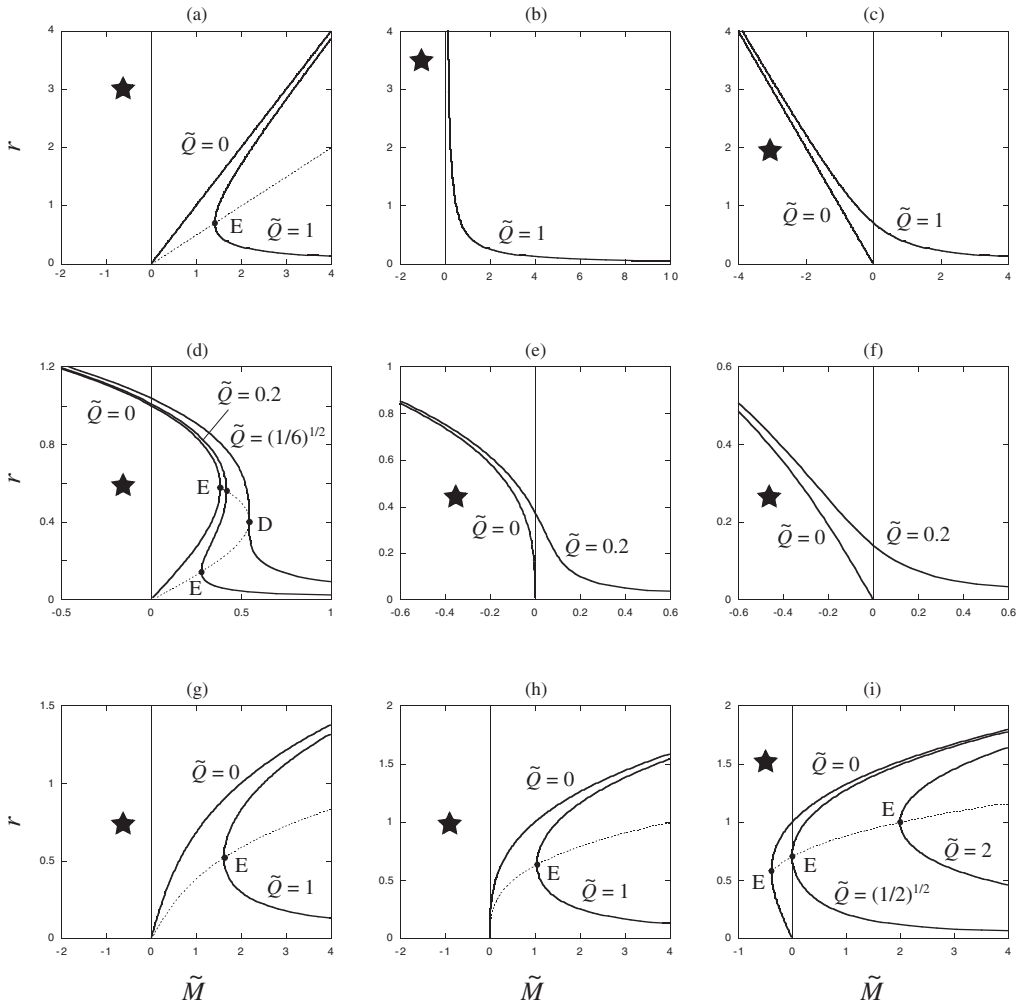 (a) (b) (c)
r
4 3 2 1 0
Q̃ = 0
E Q̃ = 1
-2 -1 0 1 2 3 4
4 3 2 1 0
Q̃ = 1
-2 0 2 4 6 8 10
4 3 2 1 0
Q̃ = 0
Q̃ = 1
-4 -2 0 2 4
(d) (e) (f)
r
1.2 0.8 0.4 0
Q̃ = 0
Q̃ = 0.2
Q̃ = (1/6)^{1/2}
E
D
E
-0.5 0 0.5 1
1 0.8 0.6 0.4 0.2 0
Q̃ = 0
Q̃ = 0.2
-0.6 -0.4 -0.2 0 0.2 0.4 0.6
0.6 0.4 0.2 0
Q̃ = 0
Q̃ = 0.2
-0.6 -0.4 -0.2 0 0.2 0.4 0.6
(g) (h) (i)
r
1.5 1 0.5 0
Q̃ = 0
E
Q̃ = 1
-2 -1 0 1 2 3 4
M̃
2 1.5 1 0.5 0
Q̃ = 0
E
Q̃ = 1
-2 -1 0 1 2 3 4
M̃
2 1.5 1 0.5 0
Q̃ = 0
E
E
E
Q̃ = 2
Q̃ = (1/2)^{1/2}
-1 0 1 2 3 4
M̃